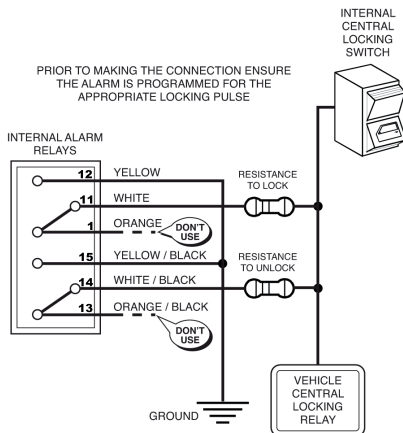 INTERNAL
CENTRAL
LOCKING
SWITCH
PRIOR TO MAKING THE CONNECTION ENSURE
THE ALARM IS PROGRAMMED FOR THE
APPROPRIATE LOCKING PULSE
INTERNAL ALARM
RELAYS
12 YELLOW
11 WHITE
RESISTANCE
TO LOCK
1 ORANGE
DON'T
USE
15 YELLOW / BLACK
14 WHITE / BLACK
RESISTANCE
TO UNLOCK
13 ORANGE / BLACK
DON'T
USE
GROUND
VEHICLE
CENTRAL
LOCKING
RELAY